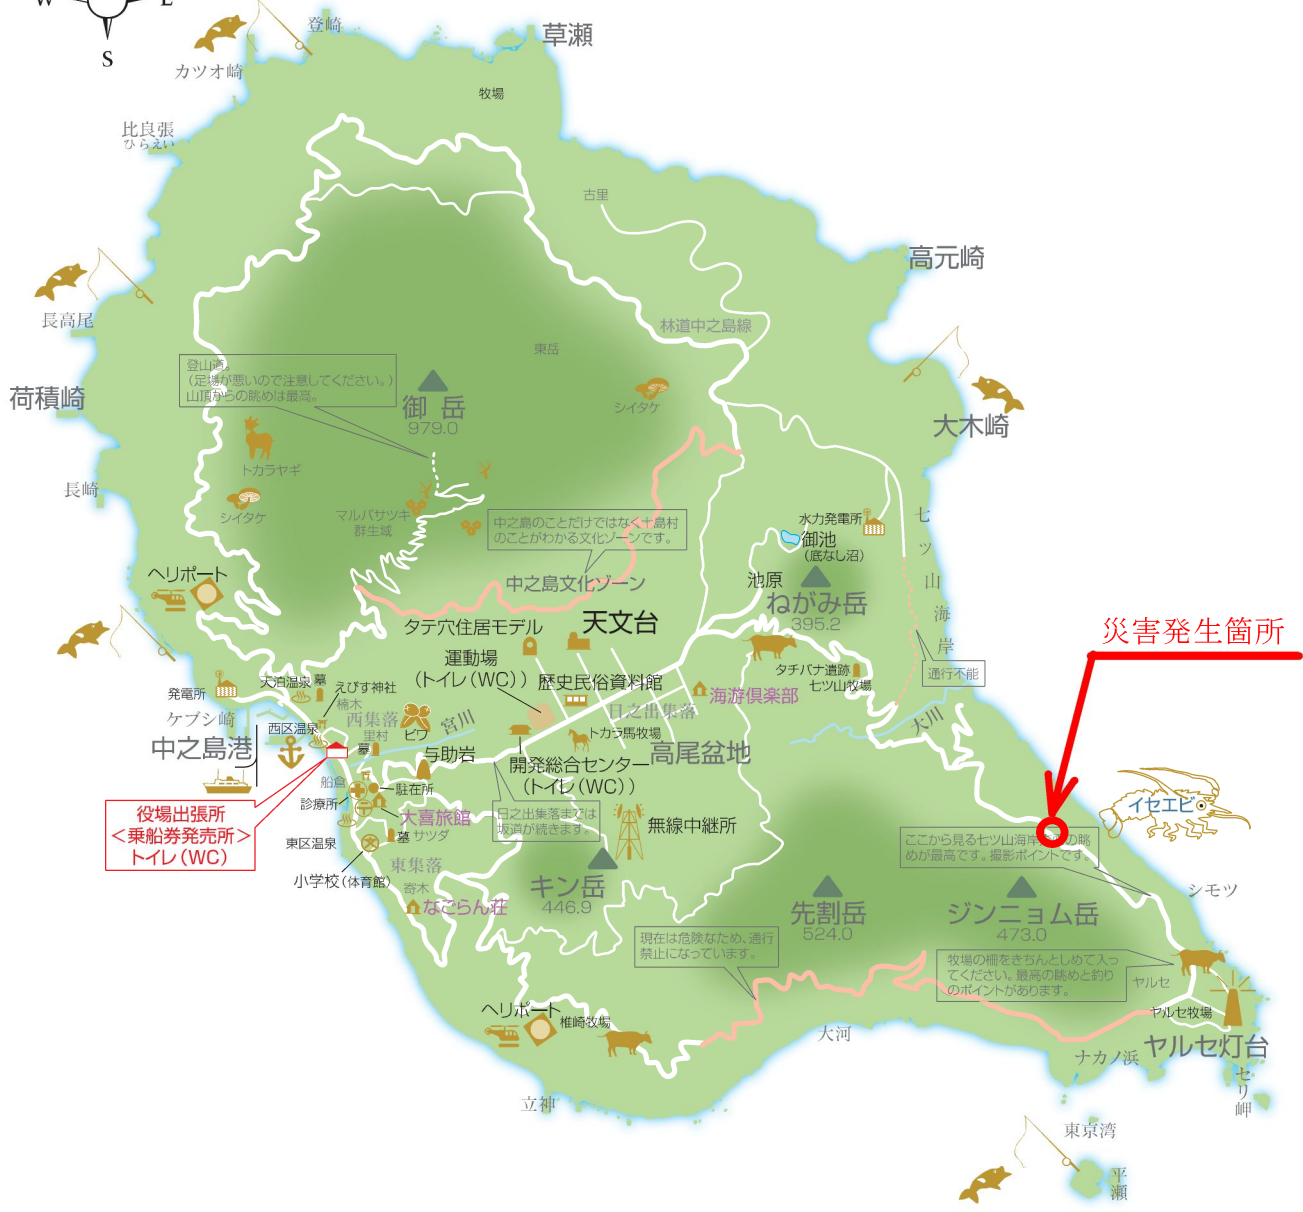 W
E
S
登崎
草瀬
カツオ崎
牧場
比良張
ひらえい
古里
高元崎
長高尾
林道中之島線
東岳
登山道。
(足場が悪いので注意してください。)
山頂からの眺めは最高。
御岳
979.0
シイタケ
荷積崎
大木崎
トカラヤギ
長崎
シイタケ
マルバサツキ
群生域
中之島のことだけではなく十島村
のことがわかる文化ゾーンです。
水力発電所
御池
(底なし沼)
七ツ山海岸
ヘリポート
中之島文化ゾーン
池原
ねがみ岳
395.2
タテ穴住居モデル
天文台
災害発生箇所
運動場
(トイレ(WC))
タチバナ遺跡
七ツ山牧場
通行不能
発電所
大泊温泉
墓
えびす神社
楠木
歴史民俗資料館
海游倶楽部
ケブシ崎
西区温泉
西集落
里村
ビワ
宮川
日之出集落
トカラ馬牧場
大川
中之島港
墓
与助岩
開発総合センター
(トイレ(WC))
高尾盆地
船倉
駐在所
診療所
大喜旅館
日之出集落までは
坂道が続きます。
無線中継所
イセエビ
役場出張所
<乗船券発売所>
トイレ(WC)
東区温泉
墓
サツダ
ここから見る七ツ山海岸
の眺
めが最高です。撮影ポイントです。
東集落
小学校(体育館)
寄木
なごらん荘
キン岳
446.9
先割岳
524.0
ジンニョム岳
473.0
シモツ
現在は危険なため、通行
禁止になっています。
牧場の柵をきちんとしめて入っ
てください。最高の眺めと釣り
のポイントがあります。
ヤルセ
ヘリポート
椎崎牧場
ヤルセ牧場
大河
ナカノ浜
ヤルセ灯台
セリ岬
立神
東京湾
平瀬